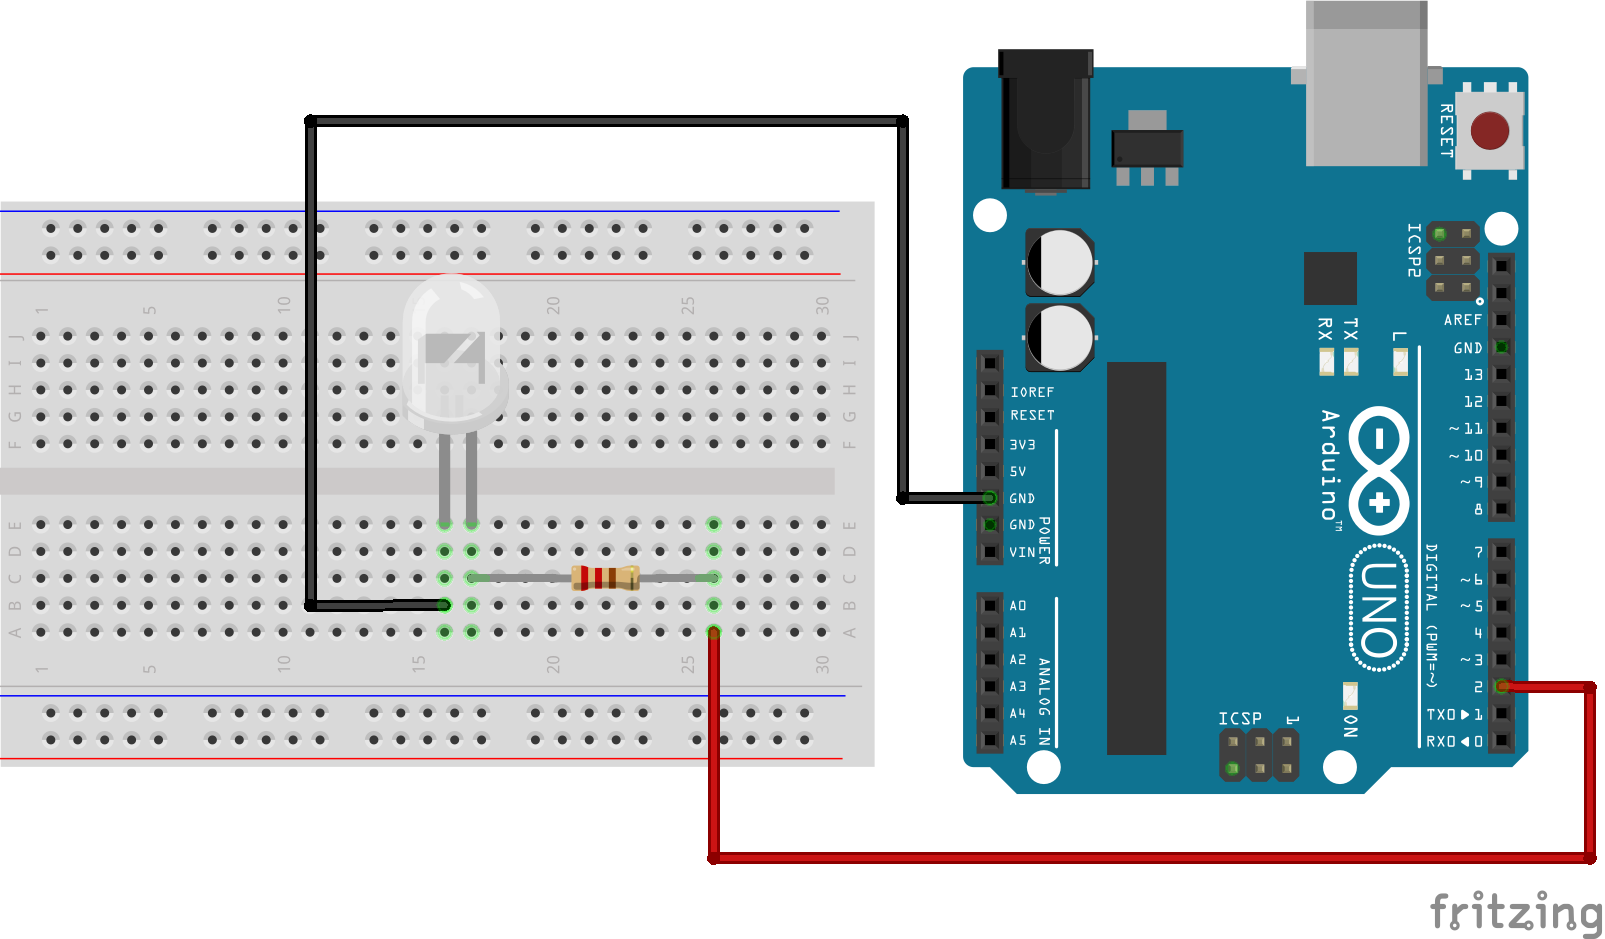 1 5 10 15 20 25 30
J J
I I
H H
G G
F F
E E
D D
C C
B B
A A
1 5 10 15 20 25 30
RESET
ICSP2
AREF
GND
13
12
~11
~10
~9
8
7
~6
~5
4
~3
2
TX0▶1
RX0◀0
DIGITAL (PWM=~)
RX TX L
Arduino™
UNO
IOREF
RESET
3V3
5V
GND
GND
VIN
POWER
A0
A1
A2
A3
A4
A5
ANALOG IN
ICSP 1
ON
fritzing